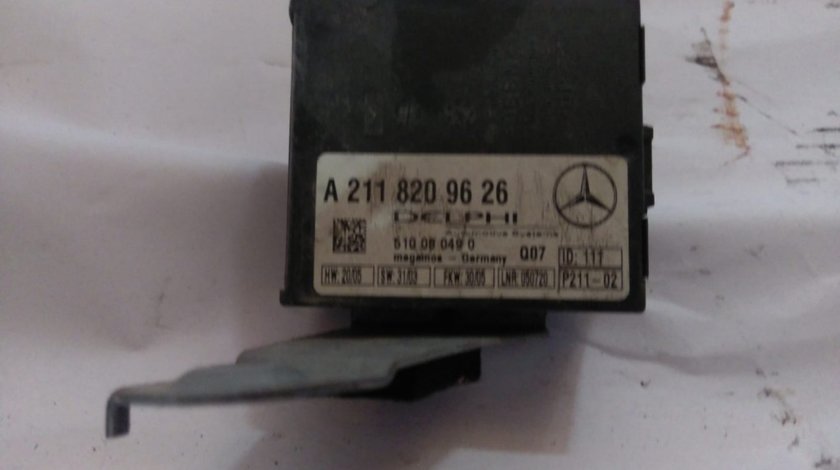 A 211 820 96 26
DELPHI
Automotive Systems
510 08 049 0
megamos - Germany
Q07
ID: 111
HW: 20/05
SW: 31/03
FKW: 30/05
LNR: 050720
P211-02